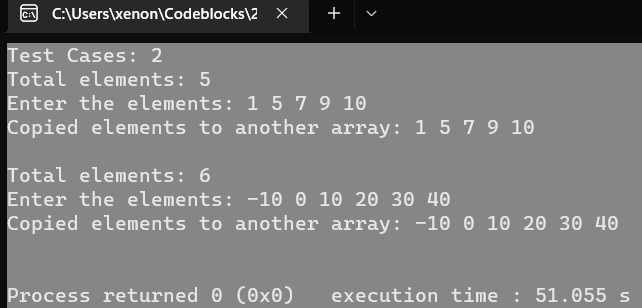 C:\Users\xenon\Codeblocks\2
Test Cases: 2
Total elements: 5
Enter the elements: 1 5 7 9 10
Copied elements to another array: 1 5 7 9 10
Total elements: 6
Enter the elements: -10 0 10 20 30 40
Copied elements to another array: -10 0 10 20 30 40
Process returned 0 (0x0)   execution time : 51.055 s